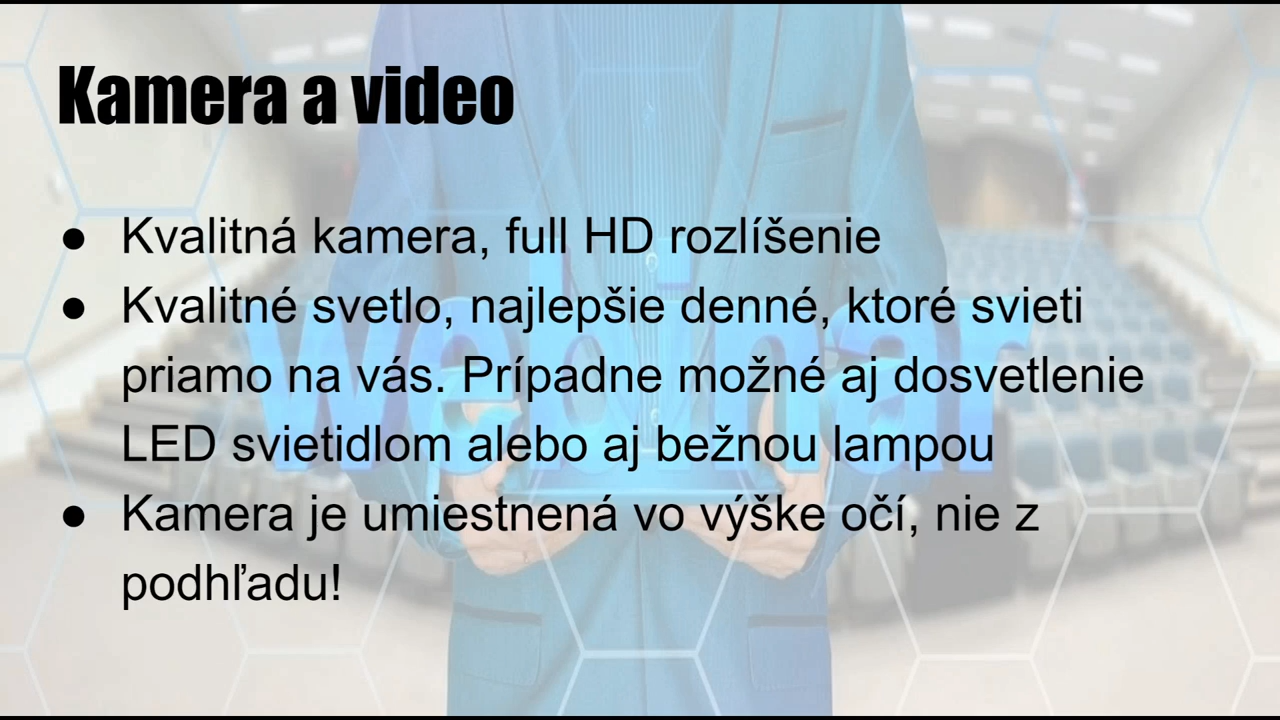 Kamera a video
● Kvalitná kamera, full HD rozlíšenie
● Kvalitné svetlo, najlepšie denné, ktoré svieti
priamo na vás. Prípadne možné aj dosvetlenie
LED svietidlom alebo aj bežnou lampou
● Kamera je umiestnená vo výške očí, nie z
podhľadu!
webinar